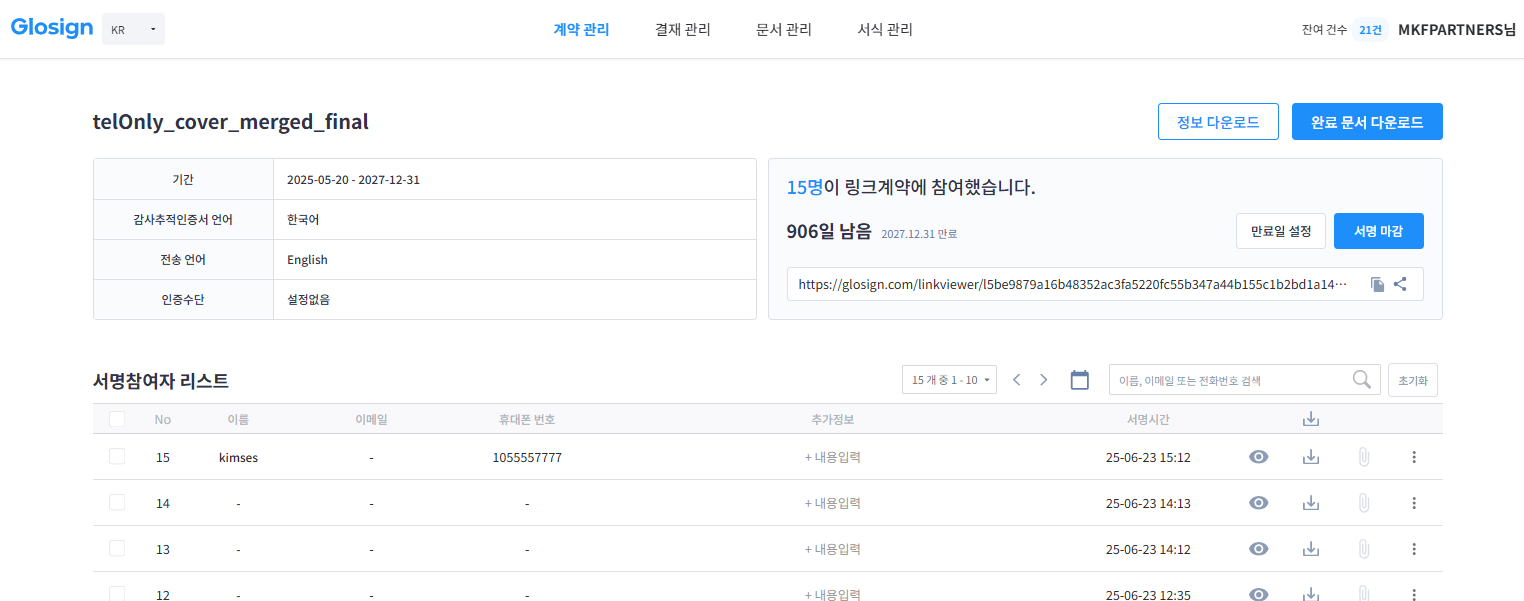 Glosign KR 계약 관리 결재 관리 문서 관리 서식 관리 잔여 건수 21건 MKFPARTNERS님
telOnly_cover_merged_final 정보 다운로드 완료 문서 다운로드
기간 2025-05-20 - 2027-12-31
감사추적인증서 언어 한국어
전송 언어 English
인증수단 설정없음
15명이 링크계약에 참여했습니다.
906일 남음 2027.12.31 만료 만료일 설정 서명 마감
https://glosign.com/linkviewer/l5be9879a16b48352ac3fa5220fc55b347a44b155c1b2bd1a14···
서명참여자 리스트 15 개 중 1 - 10 이름, 이메일 또는 전화번호 검색 초기화
No 이름 이메일 휴대폰 번호 추가정보 서명시간
15 kimses - 1055557777 + 내용입력 25-06-23 15:12
14 - - - + 내용입력 25-06-23 14:13
13 - - - + 내용입력 25-06-23 14:12
12 - - - + 내용입력 25-06-23 12:35